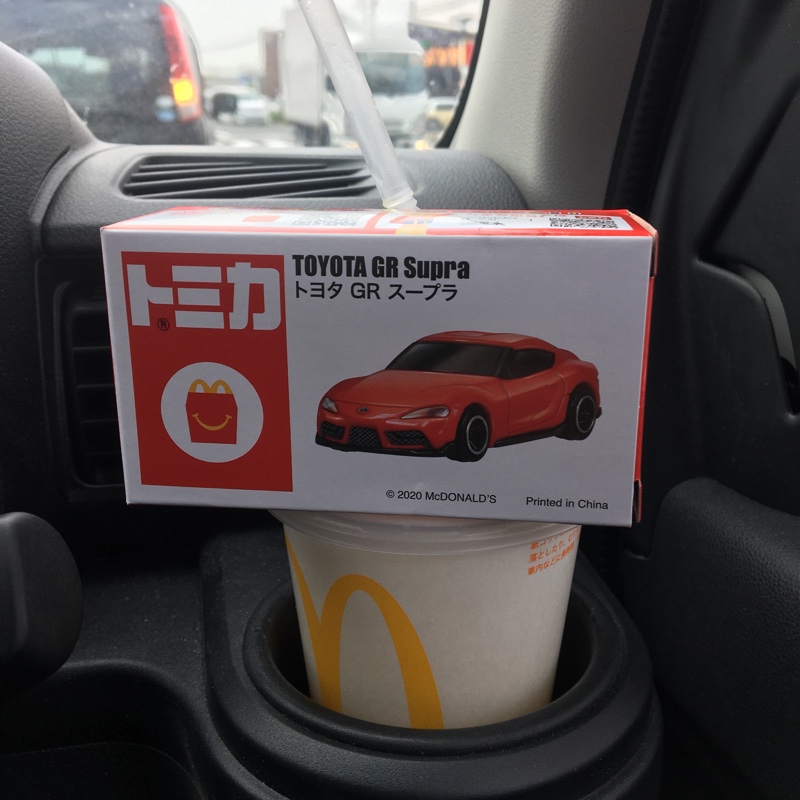 TOYOTA GR Supra
トミカ®
トヨタ GR スープラ
© 2020 McDONALD'S
Printed in China